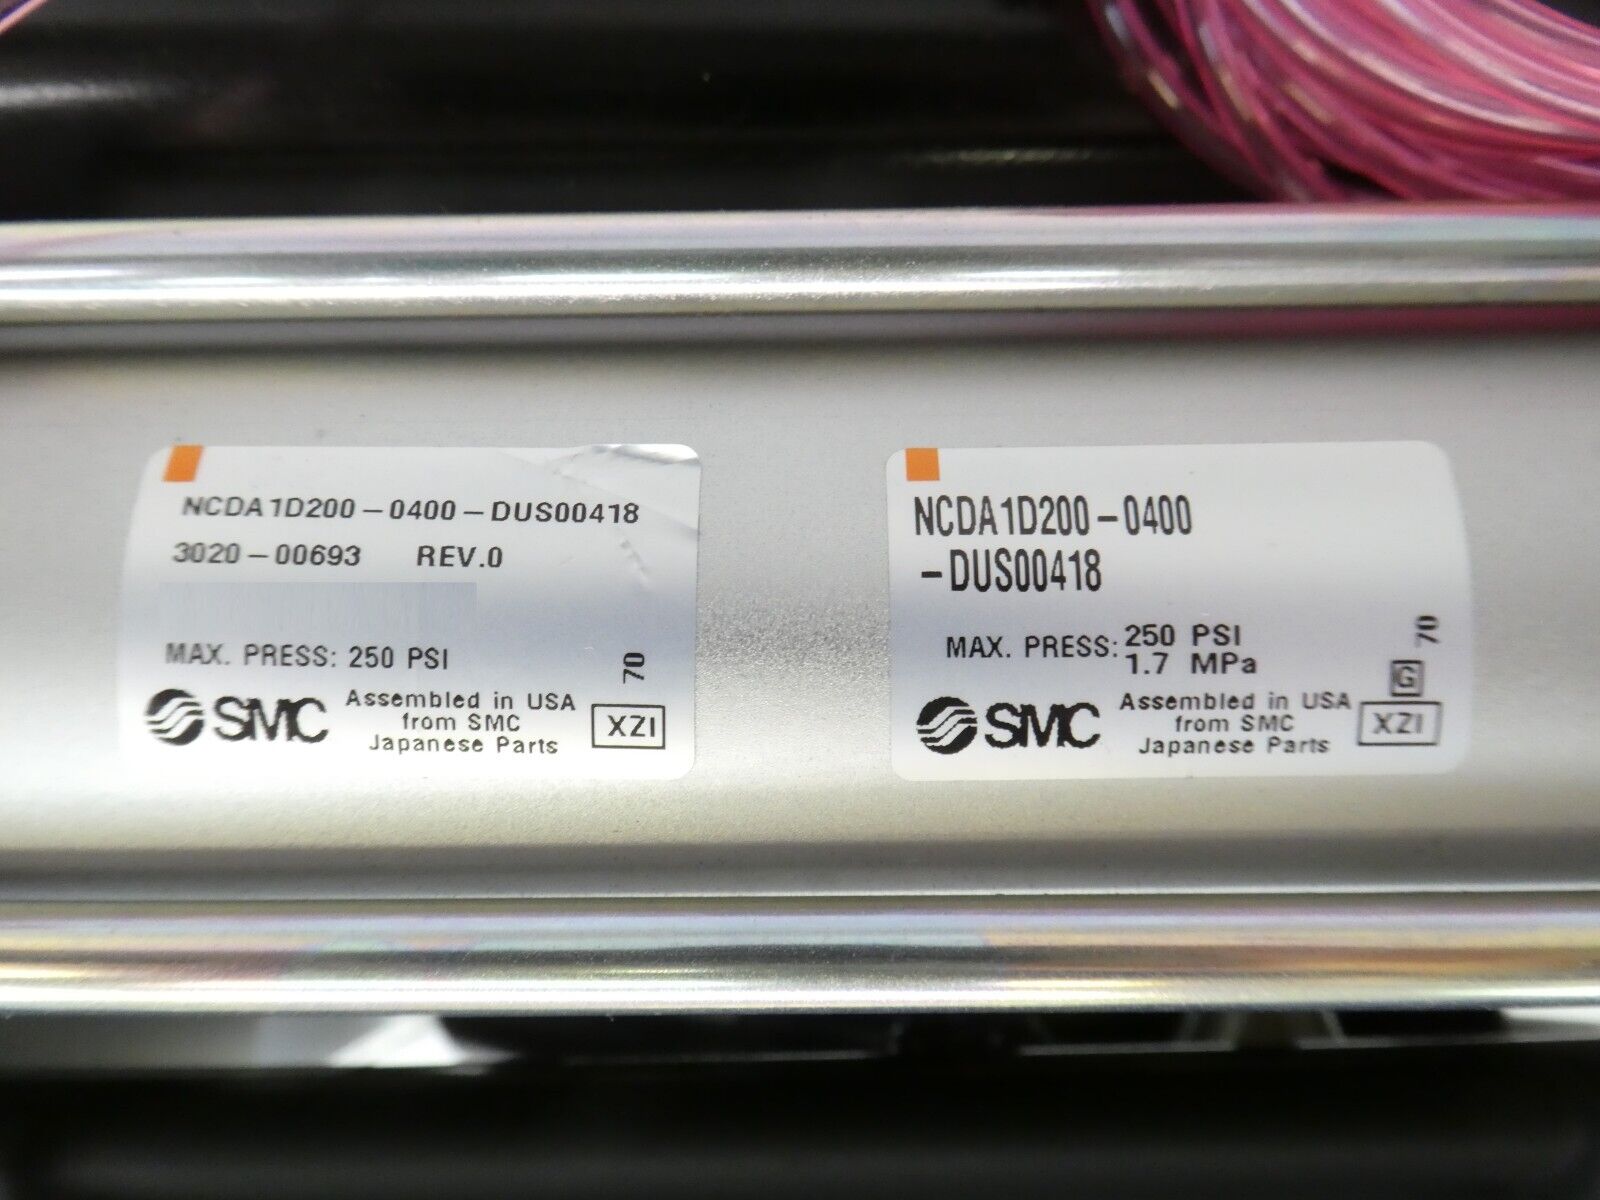 NCDA1D200-0400-DUS00418
3020-00693 REV.0
MAX. PRESS: 250 PSI
70
SMC
Assembled in USA
from SMC
Japanese Parts
XZI
NCDA1D200-0400
-DUS00418
MAX. PRESS: 250 PSI
1.7 MPa
70
G
SMC
Assembled in USA
from SMC
Japanese Parts
XZI